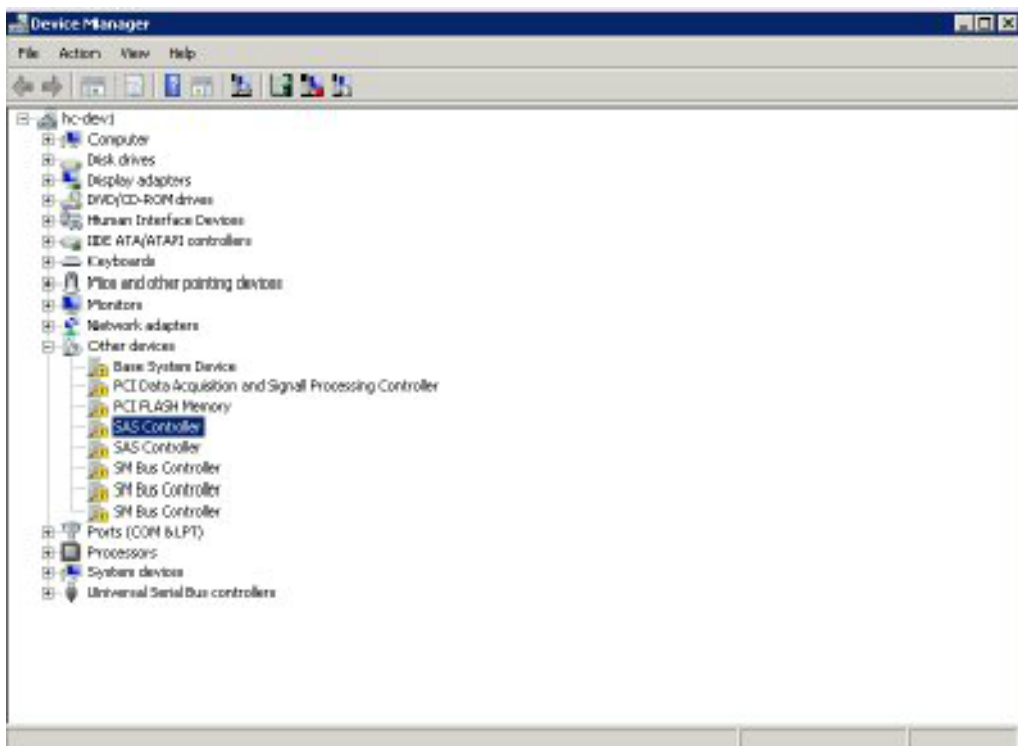 Device Manager
File Action View Help
hc-dev1
Computer
Disk drives
Display adapters
DVD/CD-ROM drives
Human Interface Devices
IDE ATA/ATAPI controllers
Keyboards
Mice and other pointing devices
Monitors
Network adapters
Other devices
Base System Device
PCI Data Acquisition and Signall Processing Controller
PCI FLASH Memory
SAS Controller
SAS Controller
SM Bus Controller
SM Bus Controller
SM Bus Controller
Ports (COM & LPT)
Processors
System devices
Universal Serial Bus controllers